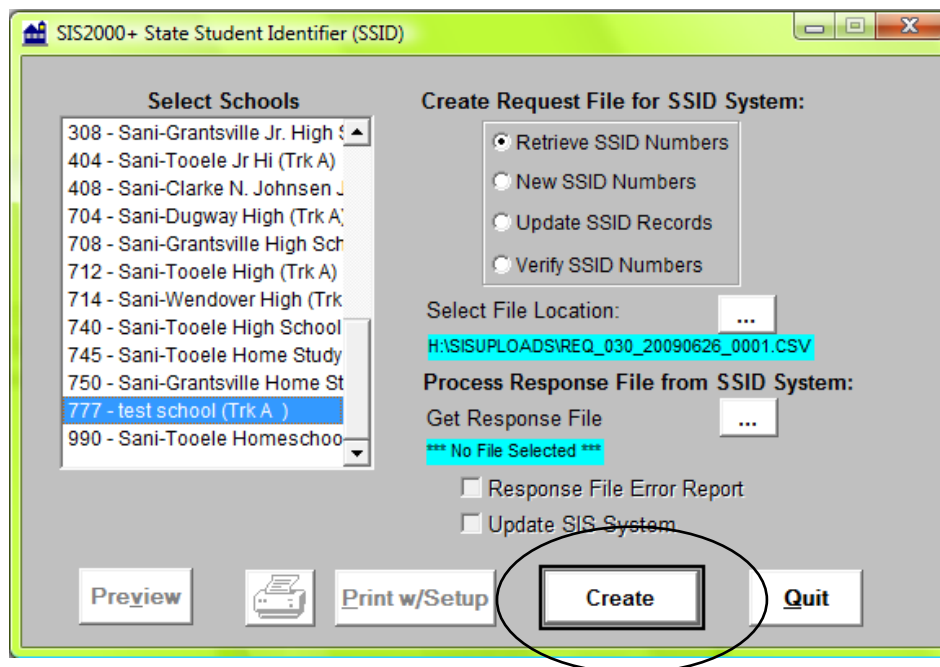 SIS2000+ State Student Identifier (SSID)
Select Schools
308 - Sani-Grantsville Jr. High S
404 - Sani-Tooele Jr Hi (Trk A)
408 - Sani-Clarke N. Johnsen J
704 - Sani-Dugway High (Trk A)
708 - Sani-Grantsville High Sch
712 - Sani-Tooele High (Trk A)
714 - Sani-Wendover High (Trk
740 - Sani-Tooele High School
745 - Sani-Tooele Home Study
750 - Sani-Grantsville Home St
777 - test school (Trk A )
990 - Sani-Tooele Homeschoo
Create Request File for SSID System:
Retrieve SSID Numbers
New SSID Numbers
Update SSID Records
Verify SSID Numbers
Select File Location:
...
H:\SISUPLOADS\REQ_030_20090626_0001.CSV
Process Response File from SSID System:
Get Response File
...
*** No File Selected ***
Response File Error Report
Update SIS System
Preview
Print w/Setup
Create
Quit